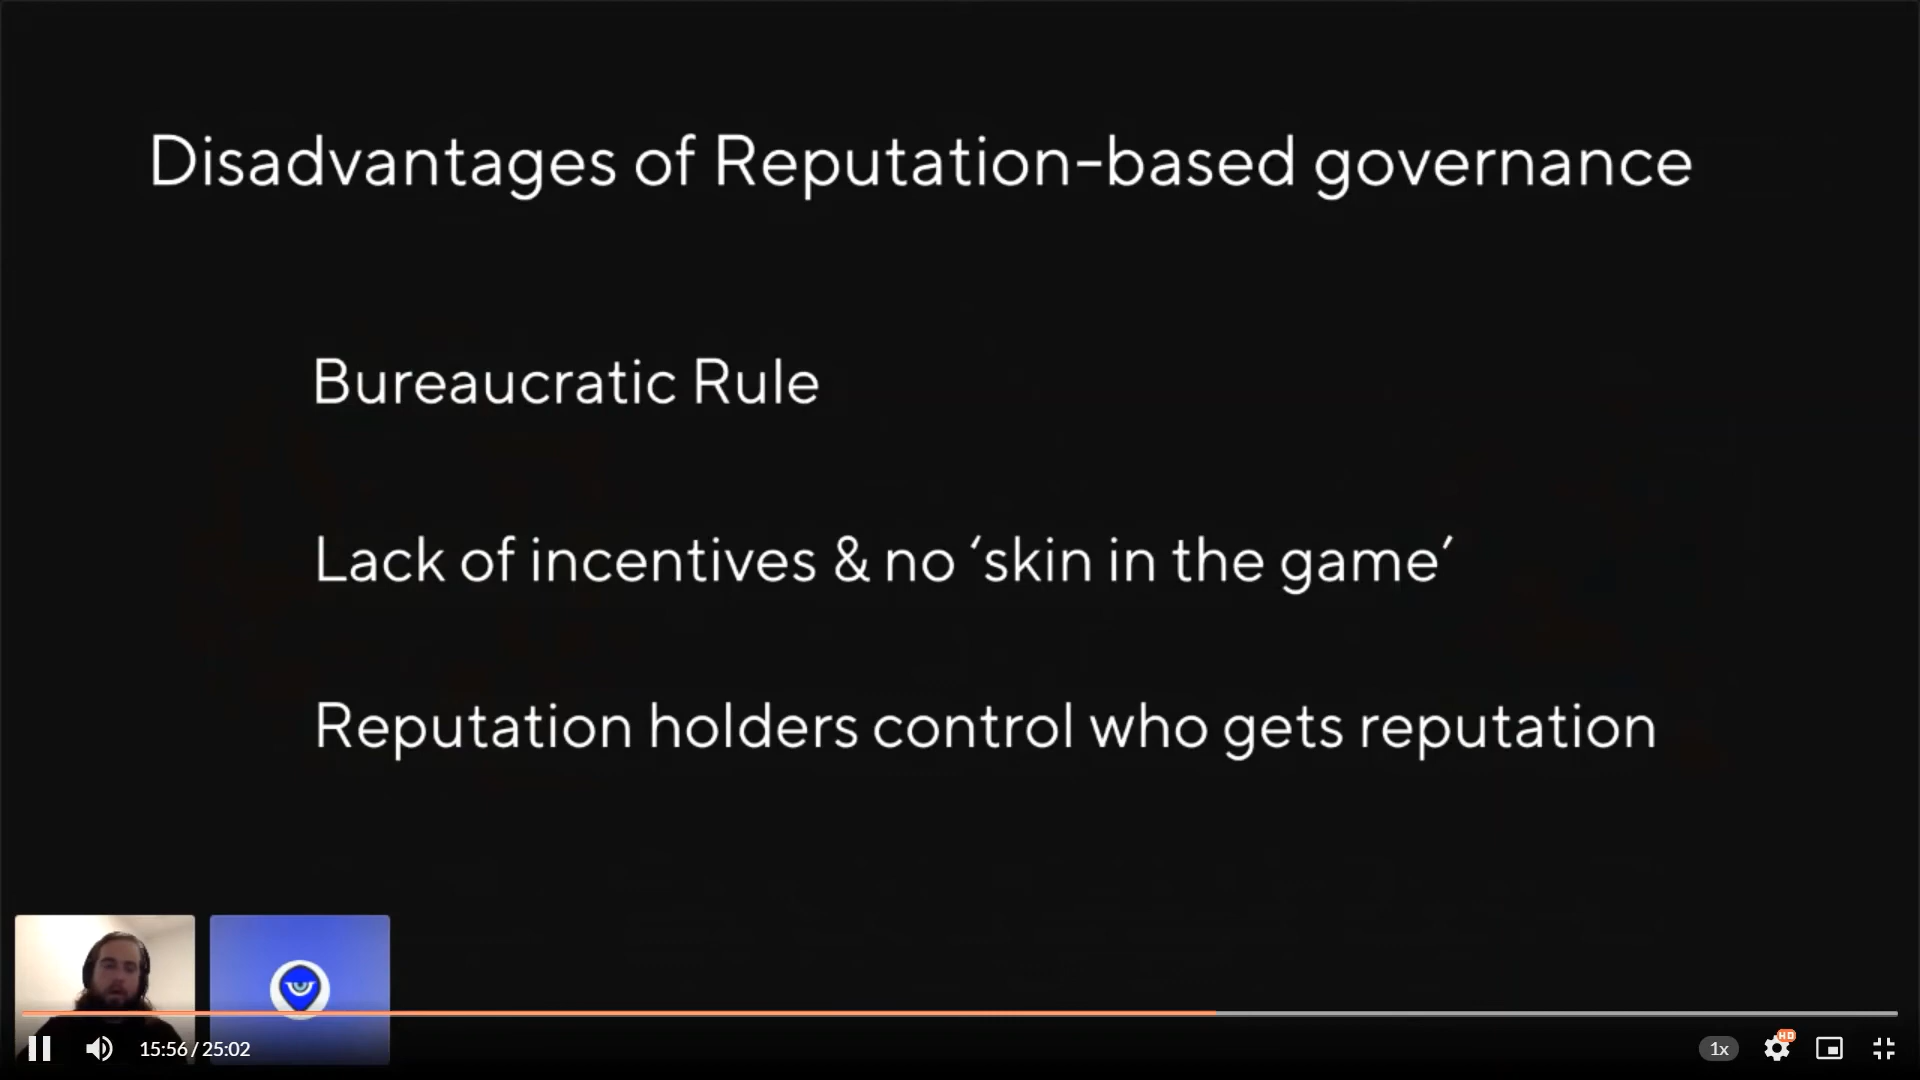 Disadvantages of Reputation-based governance
Bureaucratic Rule
Lack of incentives & no ‘skin in the game’
Reputation holders control who gets reputation
15:56 / 25:02
1x
HD